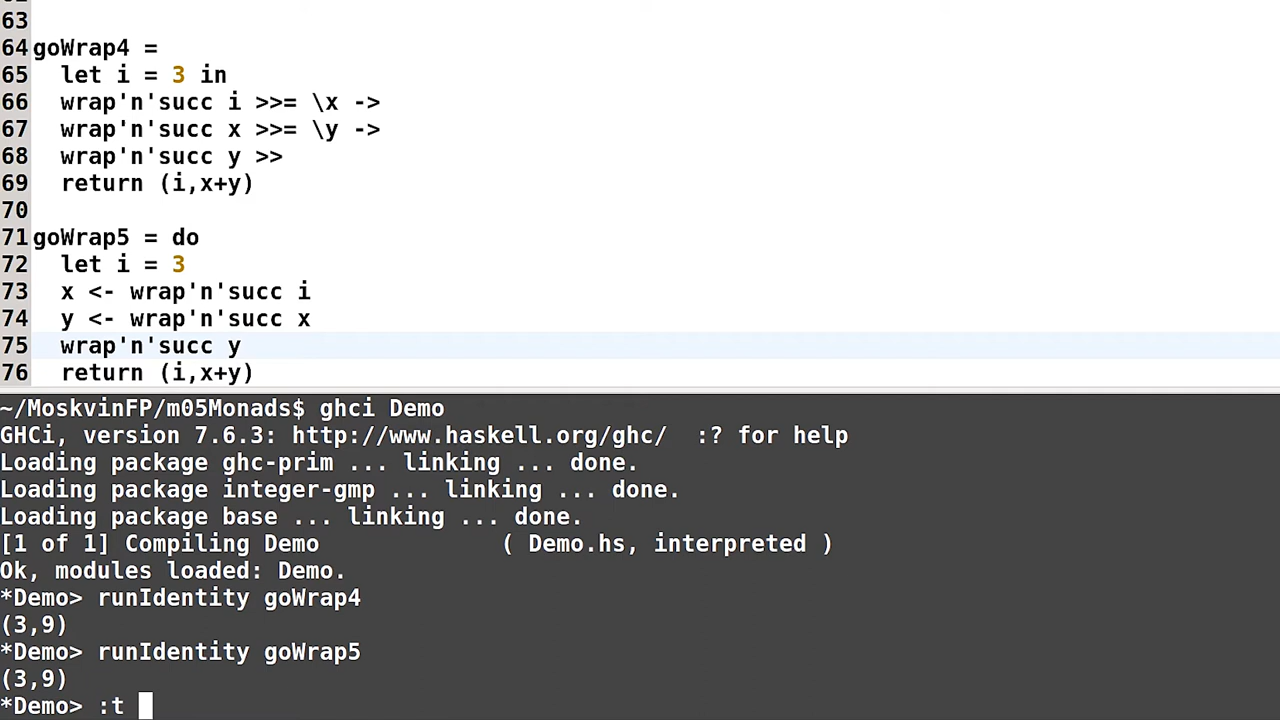 63
64 goWrap4 =
65   let i = 3 in
66   wrap'n'succ i >>= \x ->
67   wrap'n'succ x >>= \y ->
68   wrap'n'succ y >>
69   return (i,x+y)
70
71 goWrap5 = do
72   let i = 3
73   x <- wrap'n'succ i
74   y <- wrap'n'succ x
75   wrap'n'succ y
76   return (i,x+y)
~/MoskvinFP/m05Monads$ ghci Demo
GHCi, version 7.6.3: http://www.haskell.org/ghc/  :? for help
Loading package ghc-prim ... linking ... done.
Loading package integer-gmp ... linking ... done.
Loading package base ... linking ... done.
[1 of 1] Compiling Demo             ( Demo.hs, interpreted )
Ok, modules loaded: Demo.
*Demo> runIdentity goWrap4
(3,9)
*Demo> runIdentity goWrap5
(3,9)
*Demo> :t